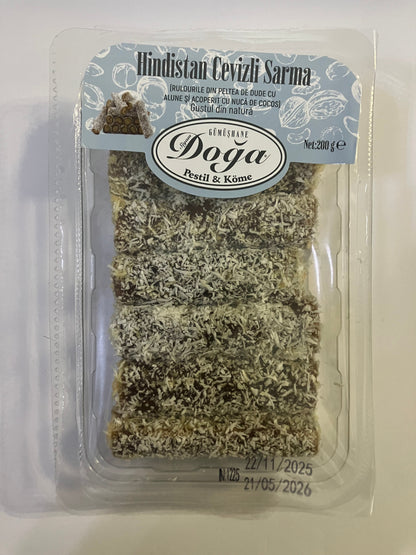 Hindistan Cevizli Sarma
(RULOURILE DIN PELTEA DE DUDE CU
ALUNE ȘI ACOPERIT CU NUCĂ DE COCOS)
Gustul din natură
GÜMÜŞHANE
Doğa
Pestil & Köme
Net:200 g ℮
22/11/2025
N:1225
21/05/2026